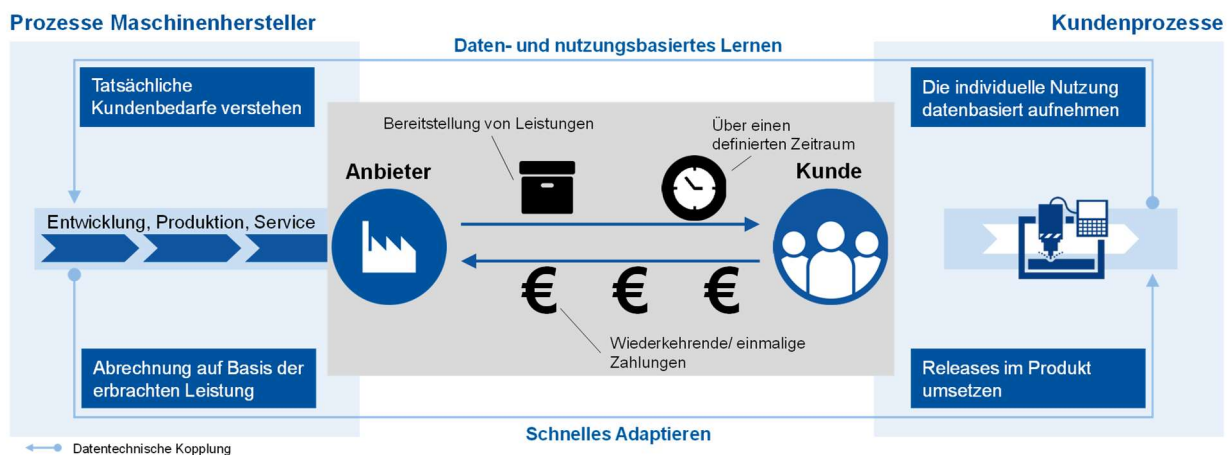 Prozesse Maschinenhersteller
Kundenprozesse
Daten- und nutzungsbasiertes Lernen
Tatsächliche
Kundenbedarfe verstehen
Die individuelle Nutzung
datenbasiert aufnehmen
Bereitstellung von Leistungen
Über einen
definierten Zeitraum
Anbieter
Kunde
Entwicklung, Produktion, Service
€ € €
Wiederkehrende/ einmalige
Zahlungen
Abrechnung auf Basis der
erbrachten Leistung
Releases im Produkt
umsetzen
Schnelles Adaptieren
Datentechnische Kopplung